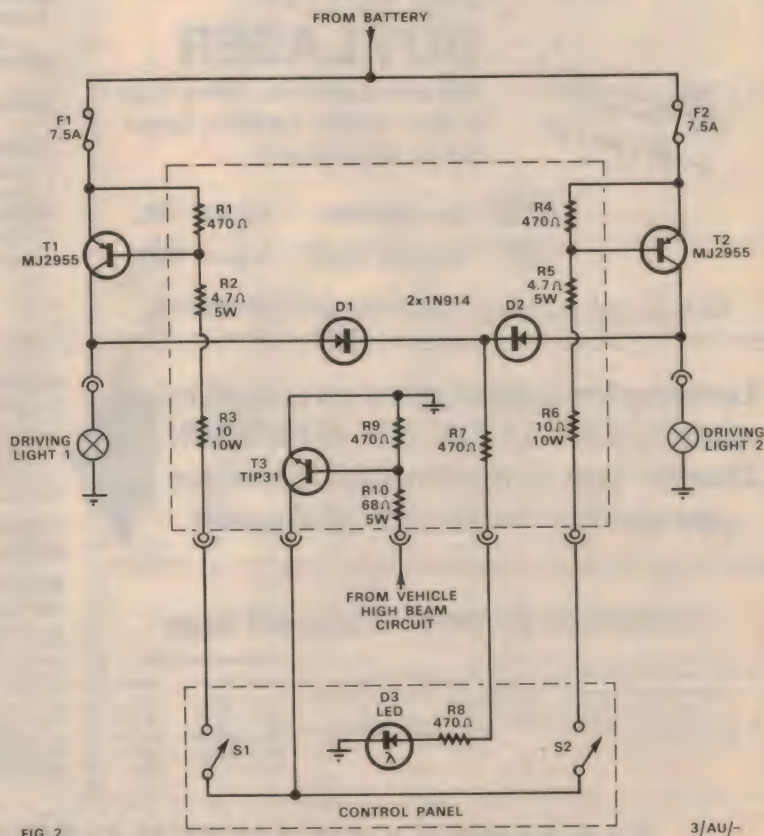 FROM BATTERY
F1
7.5A
F2
7.5A
R1
470Ω
R4
470Ω
T1
MJ2955
T2
MJ2955
R2
4.7Ω
5W
R5
4.7Ω
5W
D1
2x1N914
D2
R3
10
10W
R9
470Ω
R7
470Ω
R6
10Ω
10W
DRIVING
LIGHT 1
DRIVING
LIGHT 2
T3
TIP31
R10
68Ω
5W
FROM VEHICLE
HIGH BEAM
CIRCUIT
D3
LED
R8
470Ω
λ
S1
S2
CONTROL PANEL
FIG. 2
3/AU/-